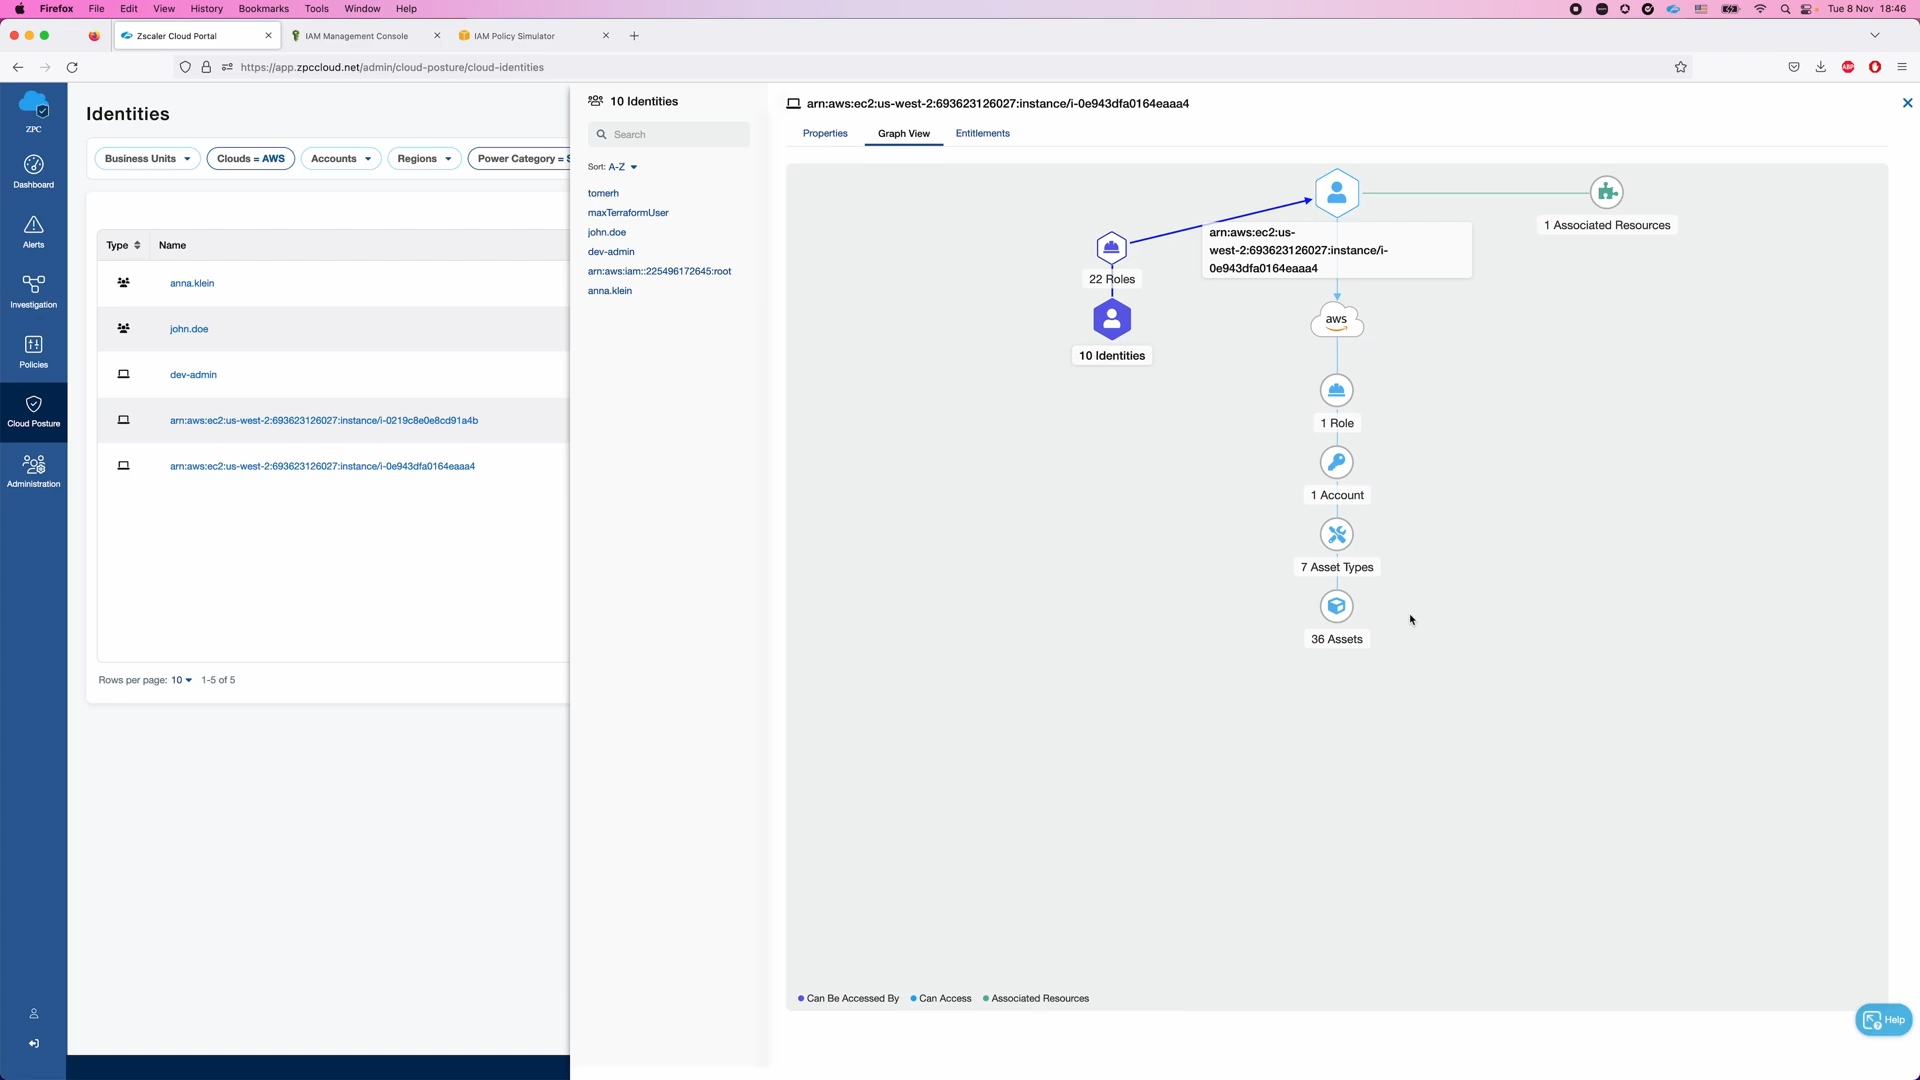 Firefox File Edit View History Bookmarks Tools Window Help Tue 8 Nov 18:46
Zscaler Cloud Portal IAM Management Console IAM Policy Simulator
https://app.zpccloud.net/admin/cloud-posture/cloud-identities
ABP
ZPC
Dashboard
Alerts
Investigation
Policies
Cloud Posture
Administration
Identities
Business Units Clouds = AWS Accounts Regions Power Category = S
Type Name
anna.klein
john.doe
dev-admin
arn:aws:ec2:us-west-2:693623126027:instance/i-0219c8e0e8cd91a4b
arn:aws:ec2:us-west-2:693623126027:instance/i-0e943dfa0164eaaa4
Rows per page: 10 1-5 of 5
10 Identities
Search
Sort: A-Z
tomerh
maxTerraformUser
john.doe
dev-admin
arn:aws:iam::225496172645:root
anna.klein
arn:aws:ec2:us-west-2:693623126027:instance/i-0e943dfa0164eaaa4
Properties Graph View Entitlements
1 Associated Resources
arn:aws:ec2:us-
west-2:693623126027:instance/i-
0e943dfa0164eaaa4
22 Roles
10 Identities
aws
1 Role
1 Account
7 Asset Types
36 Assets
Can Be Accessed By Can Access Associated Resources
Help